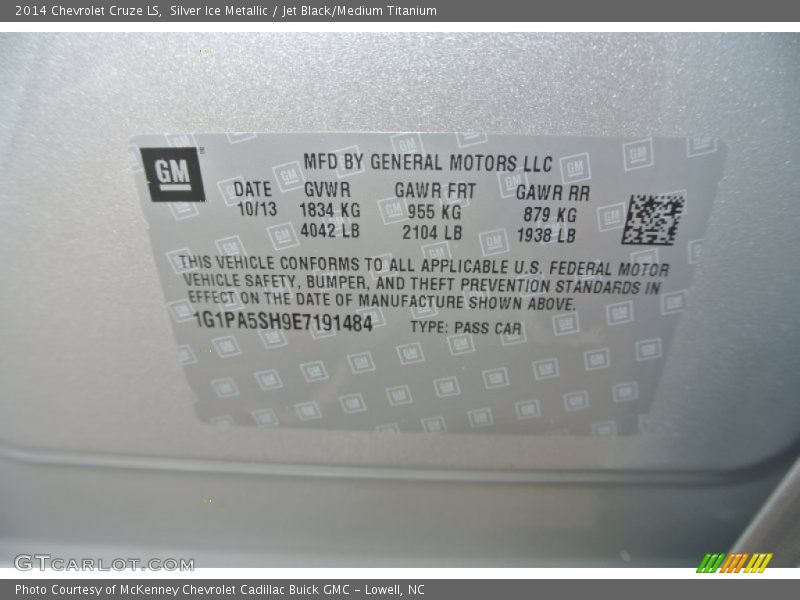 2014 Chevrolet Cruze LS,  Silver Ice Metallic / Jet Black/Medium Titanium
GM
MFD BY GENERAL MOTORS LLC
DATE GVWR GAWR FRT GAWR RR
10/13 1834 KG 955 KG 879 KG
4042 LB 2104 LB 1938 LB
THIS VEHICLE CONFORMS TO ALL APPLICABLE U.S. FEDERAL MOTOR
VEHICLE SAFETY, BUMPER, AND THEFT PREVENTION STANDARDS IN
EFFECT ON THE DATE OF MANUFACTURE SHOWN ABOVE.
1G1PA5SH9E7191484 TYPE: PASS CAR
GTCARLOT.COM
Photo Courtesy of McKenney Chevrolet Cadillac Buick GMC - Lowell, NC